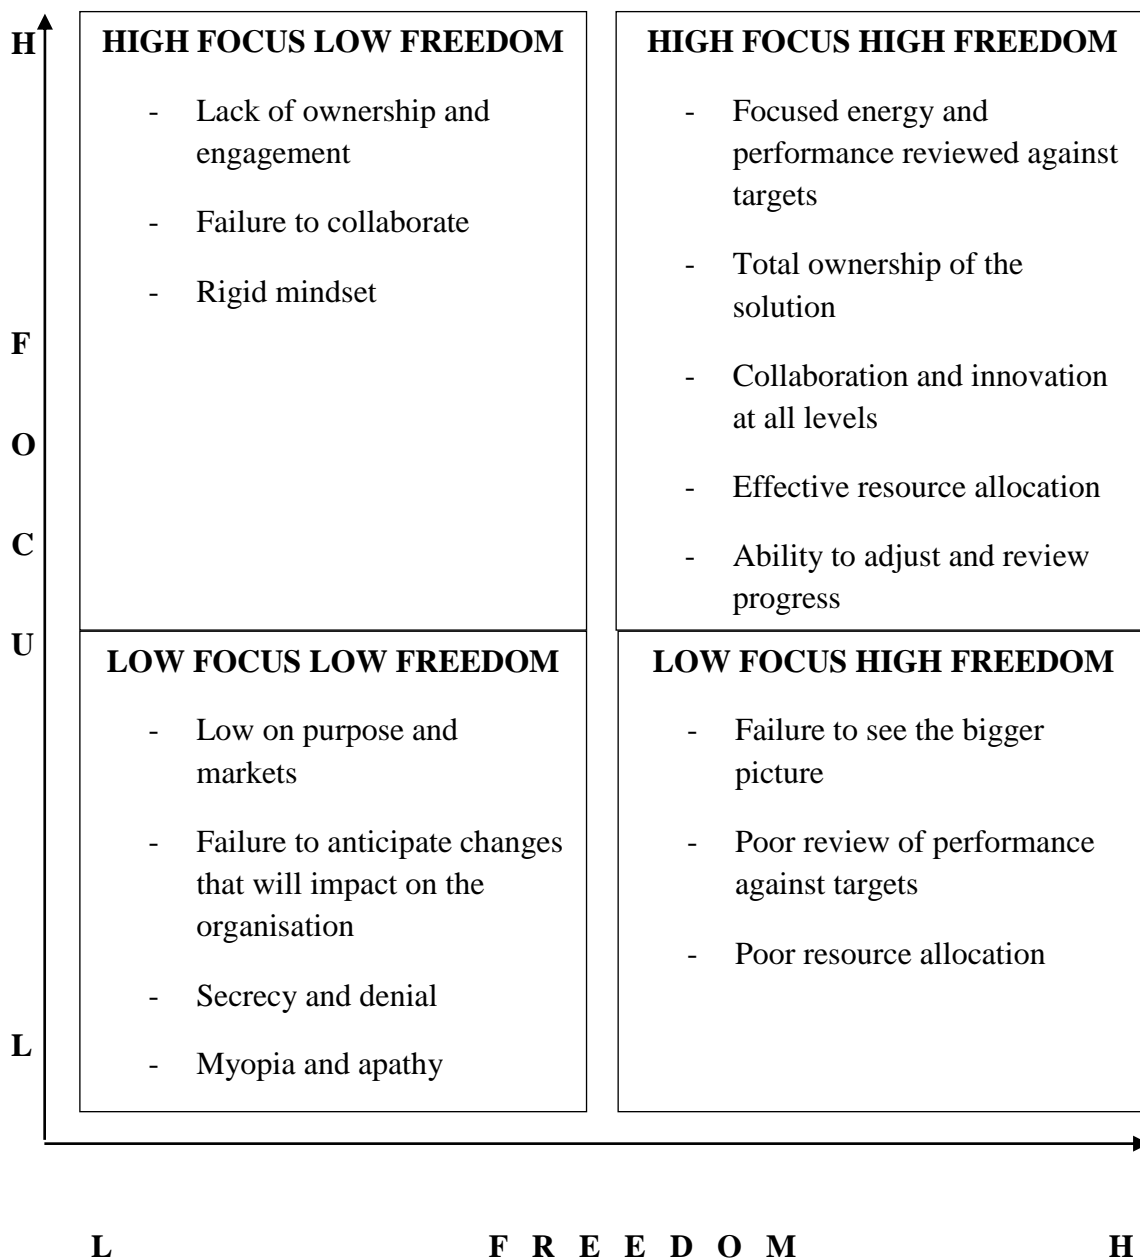 H
HIGH FOCUS LOW FREEDOM
- Lack of ownership and
engagement
- Failure to collaborate
- Rigid mindset
HIGH FOCUS HIGH FREEDOM
- Focused energy and
performance reviewed against
targets
- Total ownership of the
solution
- Collaboration and innovation
at all levels
- Effective resource allocation
- Ability to adjust and review
progress
F
O
C
U
LOW FOCUS LOW FREEDOM
- Low on purpose and
markets
- Failure to anticipate changes
that will impact on the
organisation
- Secrecy and denial
- Myopia and apathy
LOW FOCUS HIGH FREEDOM
- Failure to see the bigger
picture
- Poor review of performance
against targets
- Poor resource allocation
L
L F R E E D O M H